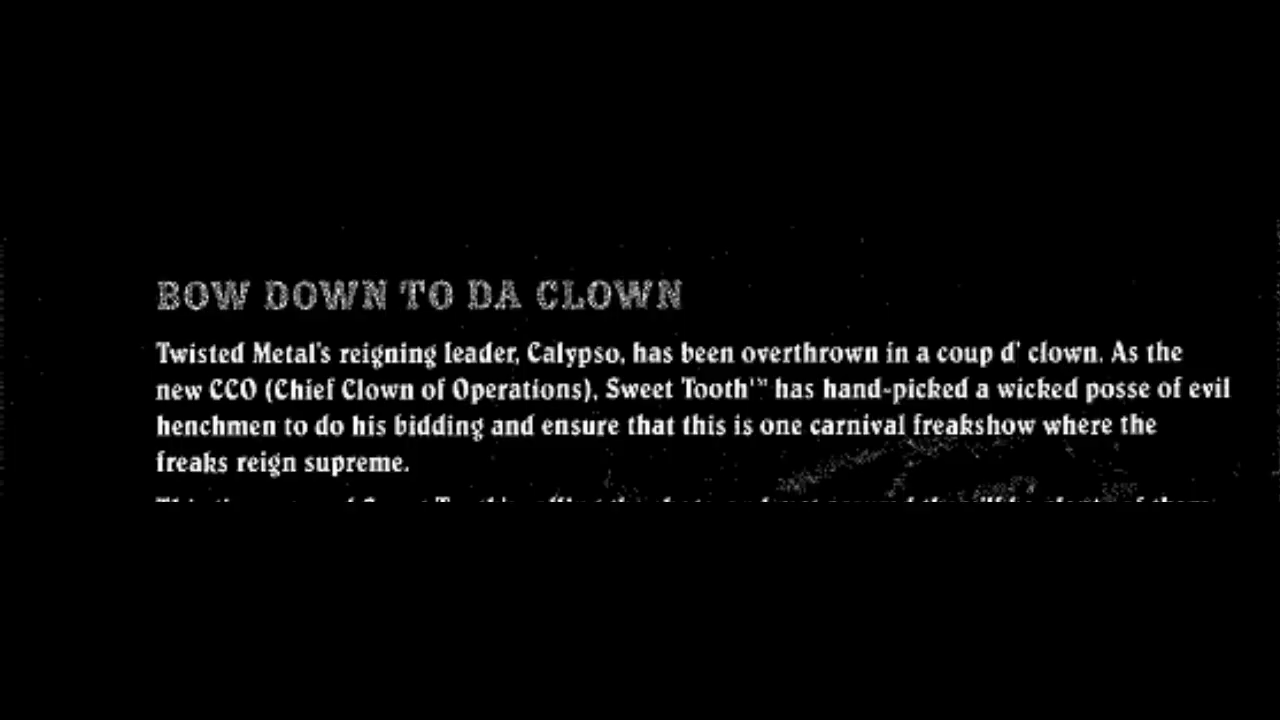 BOW DOWN TO DA CLOWN
Twisted Metal's reigning leader, Calypso, has been overthrown in a coup d' clown. As the
new CCO (Chief Clown of Operations), Sweet Tooth™ has hand-picked a wicked posse of evil
henchmen to do his bidding and ensure that this is one carnival freakshow where the
freaks reign supreme.